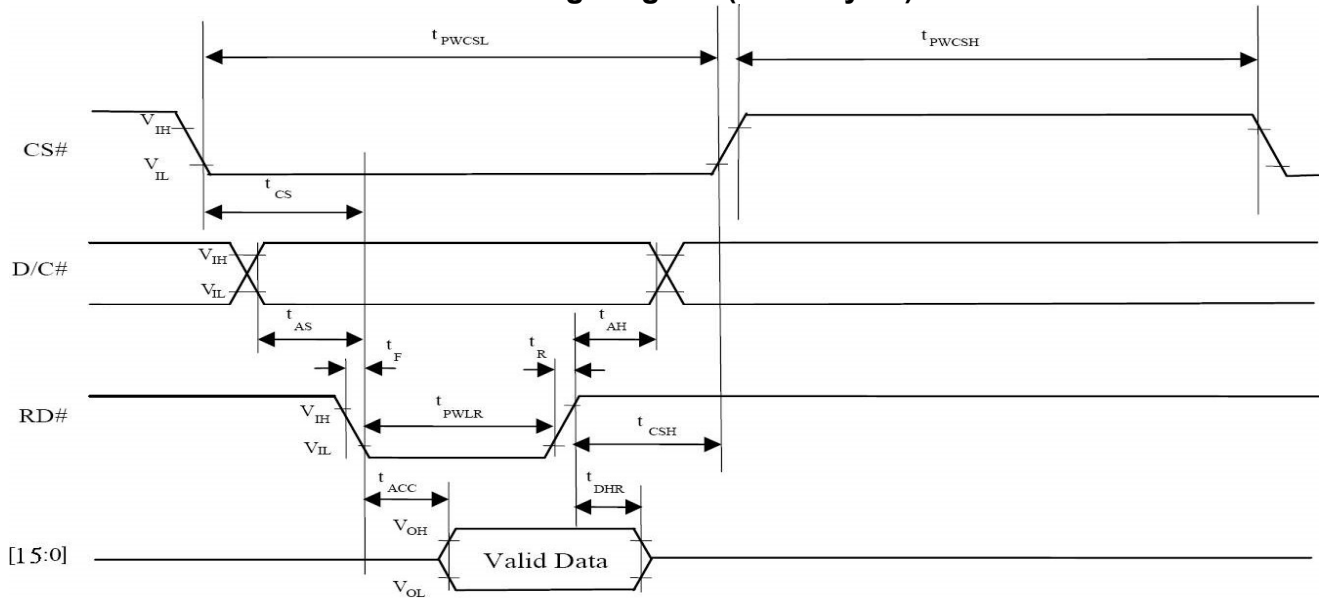 t PWCSL
t PWCSH
CS#
V IH
V IL
t CS
D/C#
V IH
V IL
t AS
t AH
t F
t R
RD#
V IH
V IL
t PWLR
t CSH
t ACC
t DHR
[15:0]
V OH
Valid Data
V OL